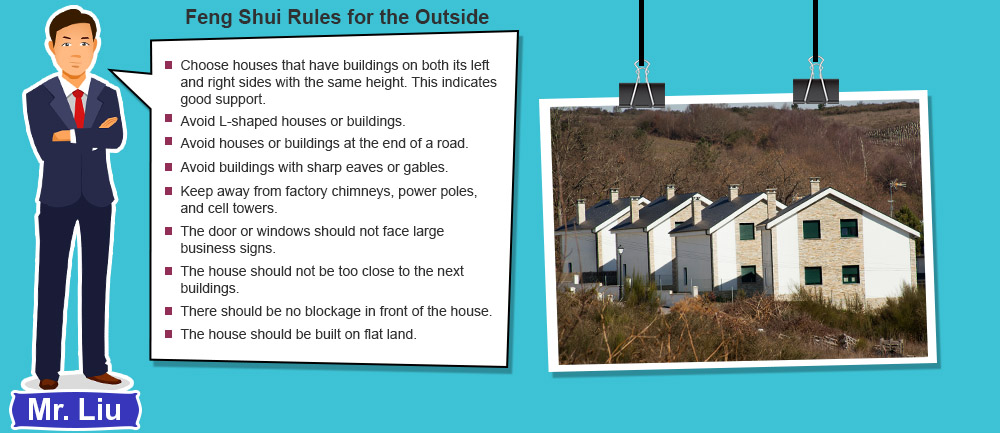 Feng Shui Rules for the Outside
Choose houses that have buildings on both its left
and right sides with the same height. This indicates
good support.
Avoid L-shaped houses or buildings.
Avoid houses or buildings at the end of a road.
Avoid buildings with sharp eaves or gables.
Keep away from factory chimneys, power poles,
and cell towers.
The door or windows should not face large
business signs.
The house should not be too close to the next
buildings.
There should be no blockage in front of the house.
The house should be built on flat land.
Mr. Liu